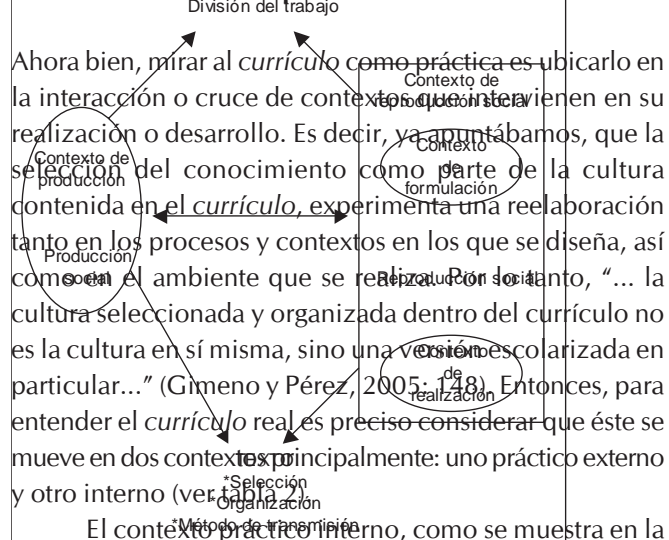 División del trabajo
Ahora bien, mirar al currículo como práctica es ubicarlo en
Contexto de
reproducción social
la interacción o cruce de contextos que intervienen en su
realización o desarrollo. Es decir, ya apuntábamos, que la
Contexto
de
formulación
Contexto de
producción
selección del conocimiento como parte de la cultura
contenida en el currículo, experimenta una reelaboración
tanto en los procesos y contextos en los que se diseña, así
Producción
social
Reproducción social
como en el ambiente que se realiza. Por lo tanto, “... la
cultura seleccionada y organizada dentro del currículo no
es la cultura en sí misma, sino una versión escolarizada en
Contexto
de
realización
particular...” (Gimeno y Pérez, 2005: 148). Entonces, para
entender el currículo real es preciso considerar que éste se
mueve en dos contextos principalmente: uno práctico externo
texto
*Selección
*Organización
*Método de transmisión
y otro interno (ver tabla 2).
El contexto práctico interno, como se muestra en la